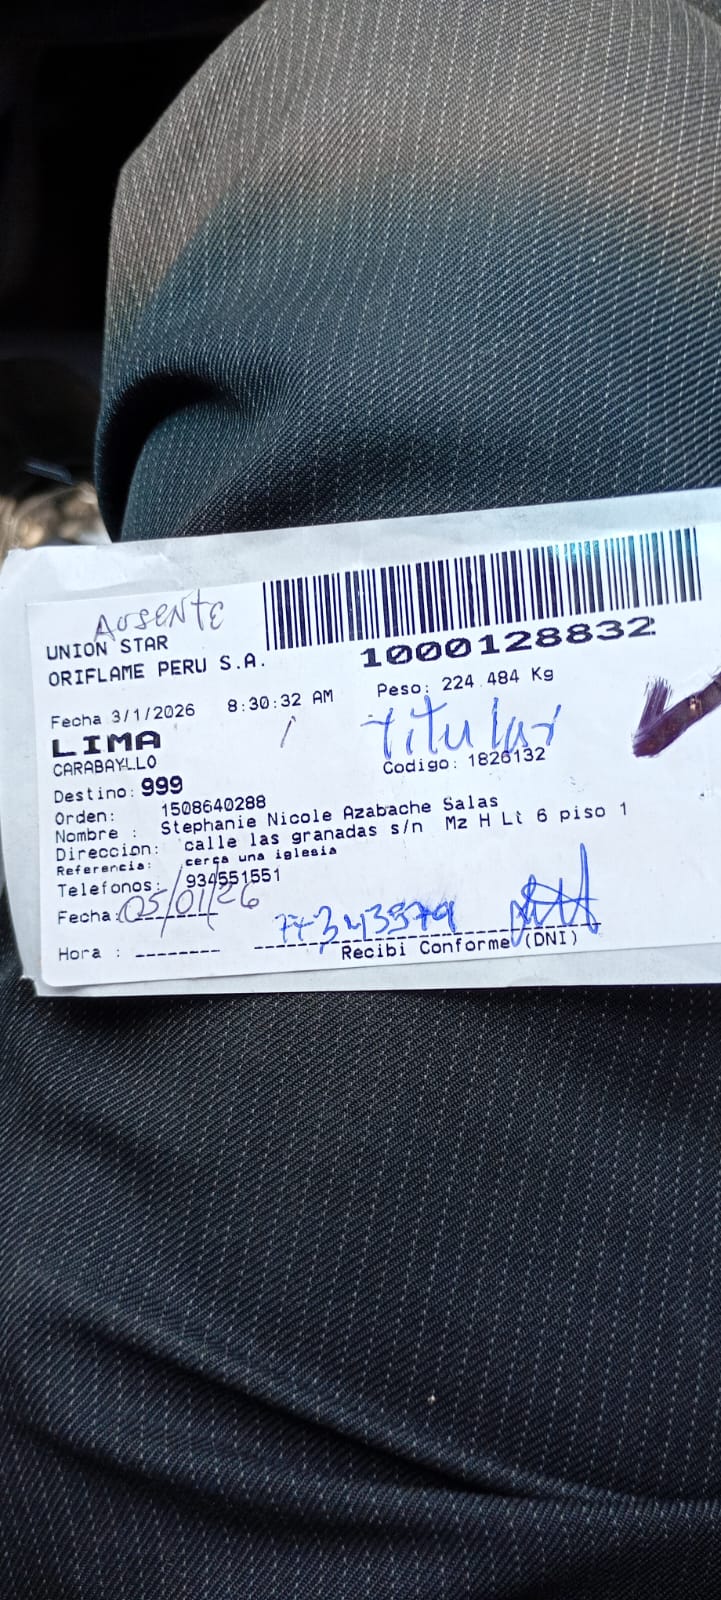 AUSENTE
UNION STAR
ORIFLAME PERU S.A.
1000128832
Fecha 3/1/2026 8:30:32 AM
Peso: 224.484 Kg
LIMA
titular
CARABAYLLO
Codigo: 1826132
Destino: 999
Orden: 1508640288
Nombre : Stephanie Nicole Azabache Salas
Direccion: calle las granadas s/n Mz H Lt 6 piso 1
Referencia: cerca una iglesia
Telefonos: 934551551
Fecha: 05/01/26
Hora :
Recibi Conforme (DNI)